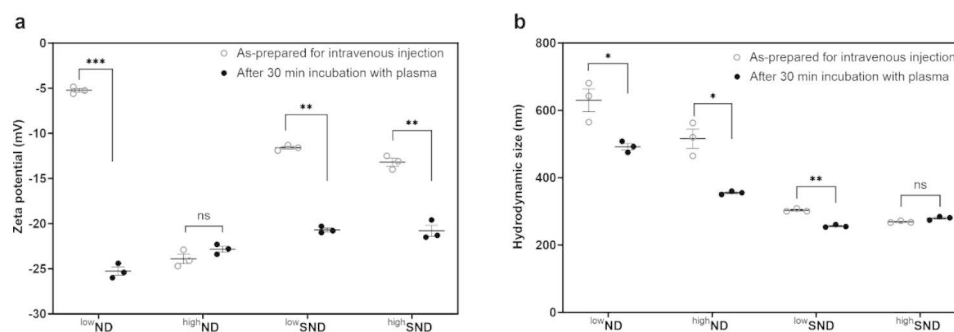 a
0
-5
-10
-15
-20
-25
-30
Zeta potential (mV)
As-prepared for intravenous injection
After 30 min incubation with plasma
***
ns
**
**
lowND
highND
lowSND
highSND
b
800
600
400
200
0
Hydrodynamic size (nm)
As-prepared for intravenous injection
After 30 min incubation with plasma
*
*
**
ns
lowND
highND
lowSND
highSND